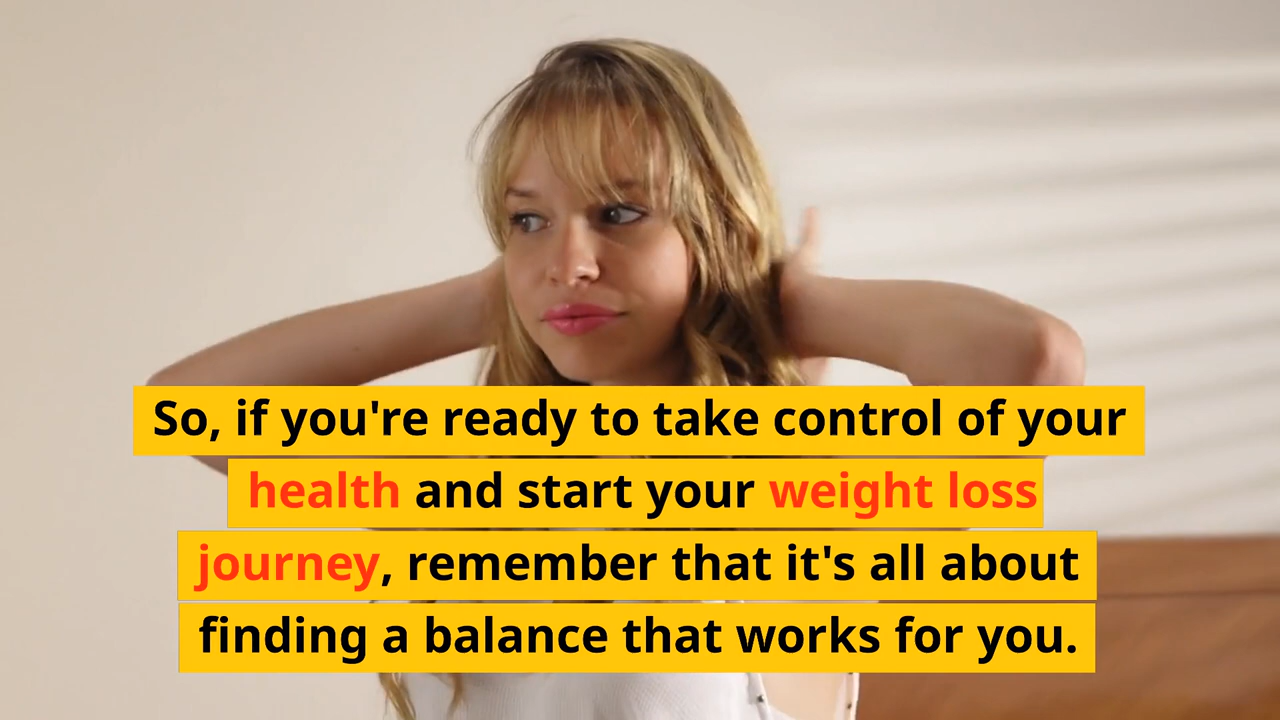 So, if you're ready to take control of your
health and start your weight loss
journey, remember that it's all about
finding a balance that works for you.